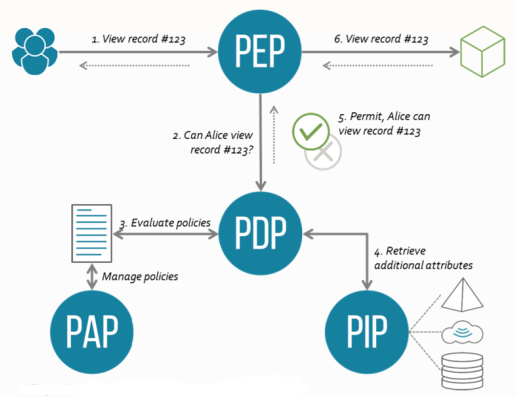 1. View record #123
PEP
6. View record #123
2. Can Alice view
record #123?
5. Permit, Alice can
view record #123
3. Evaluate policies
PDP
4. Retrieve
additional attributes
Manage policies
PAP
PIP